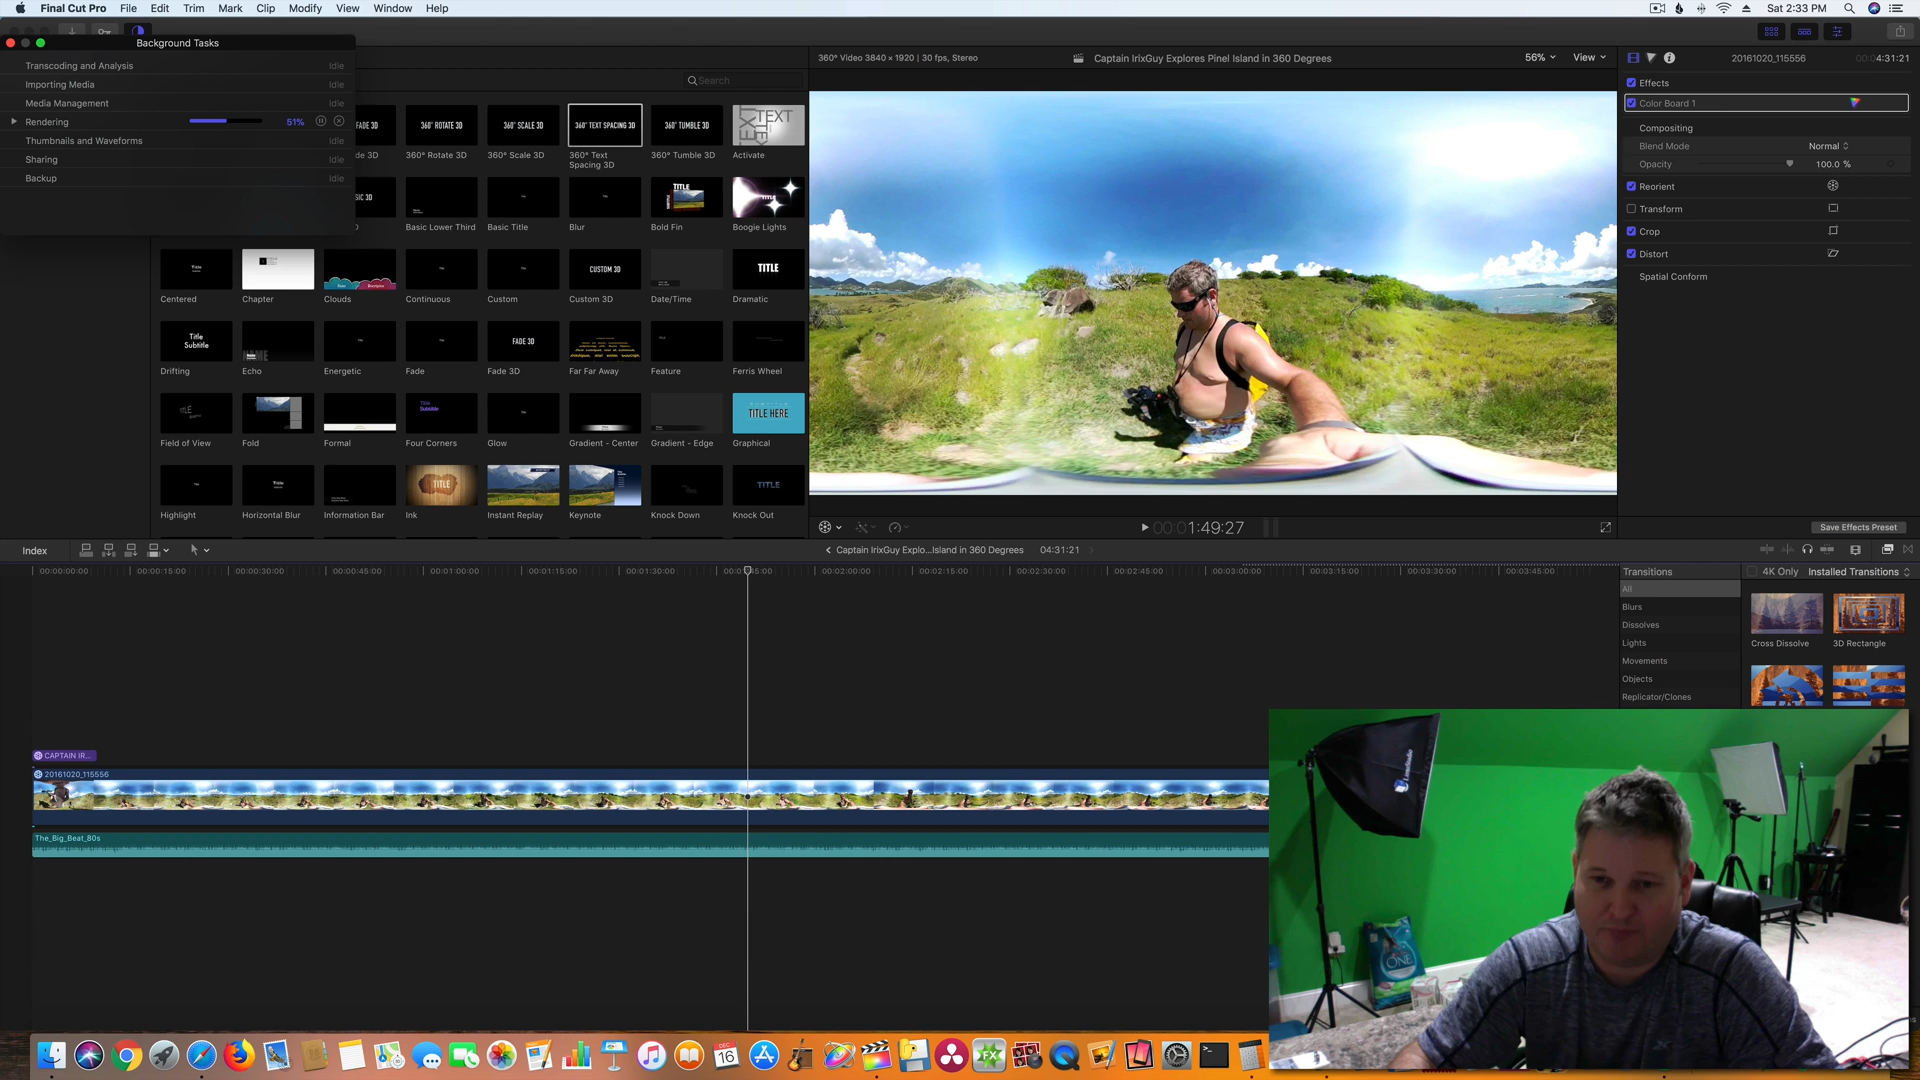 Final Cut Pro File Edit Trim Mark Clip Modify View Window Help
Sat 2:33 PM
Background Tasks
Transcoding and Analysis Idle
Importing Media Idle
Media Management Idle
Rendering 51%
Thumbnails and Waveforms Idle
Sharing Idle
Backup Idle
Search
360° ROTATE 3D 360° SCALE 3D 360° TEXT SPACING 3D 360° TUMBLE 3D
360° Rotate 3D 360° Scale 3D 360° Text Spacing 3D 360° Tumble 3D Activate
Basic Lower Third Basic Title Blur Bold Fin Boogie Lights
CUSTOM 3D TITLE
Centered Chapter Clouds Continuous Custom Custom 3D Date/Time Dramatic
Title Subtitle FADE 3D
Drifting Echo Energetic Fade Fade 3D Far Far Away Feature Ferris Wheel
TITLE HERE
Field of View Fold Formal Four Corners Glow Gradient - Center Gradient - Edge Graphical
TITLE TITLE
Highlight Horizontal Blur Information Bar Ink Instant Replay Keynote Knock Down Knock Out
360° Video 3840 × 1920 | 30 fps, Stereo
Captain IrixGuy Explores Pinel Island in 360 Degrees
56% View
00:00:1:49:27
20161020_115556 00:04:31:21
Effects
Color Board 1
Compositing
Blend Mode Normal
Opacity 100.0 %
Reorient
Transform
Crop
Distort
Spatial Conform
Save Effects Preset
Index
Captain IrixGuy Explo...Island in 360 Degrees 04:31:21
00:00:00:00 00:00:15:00 00:00:30:00 00:00:45:00 00:01:00:00 00:01:15:00 00:01:30:00 00:02:00:00 00:02:15:00 00:02:30:00 00:02:45:00 00:03:00:00 00:03:15:00 00:03:30:00 00:03:45:00
Transitions 4K Only Installed Transitions
All
Blurs
Dissolves
Lights
Movements
Objects
Replicator/Clones
Cross Dissolve 3D Rectangle
CAPTAIN IR...
20161020_115556
The_Big_Beat_80s
LimoStudio
ONE
DEC
16
FX